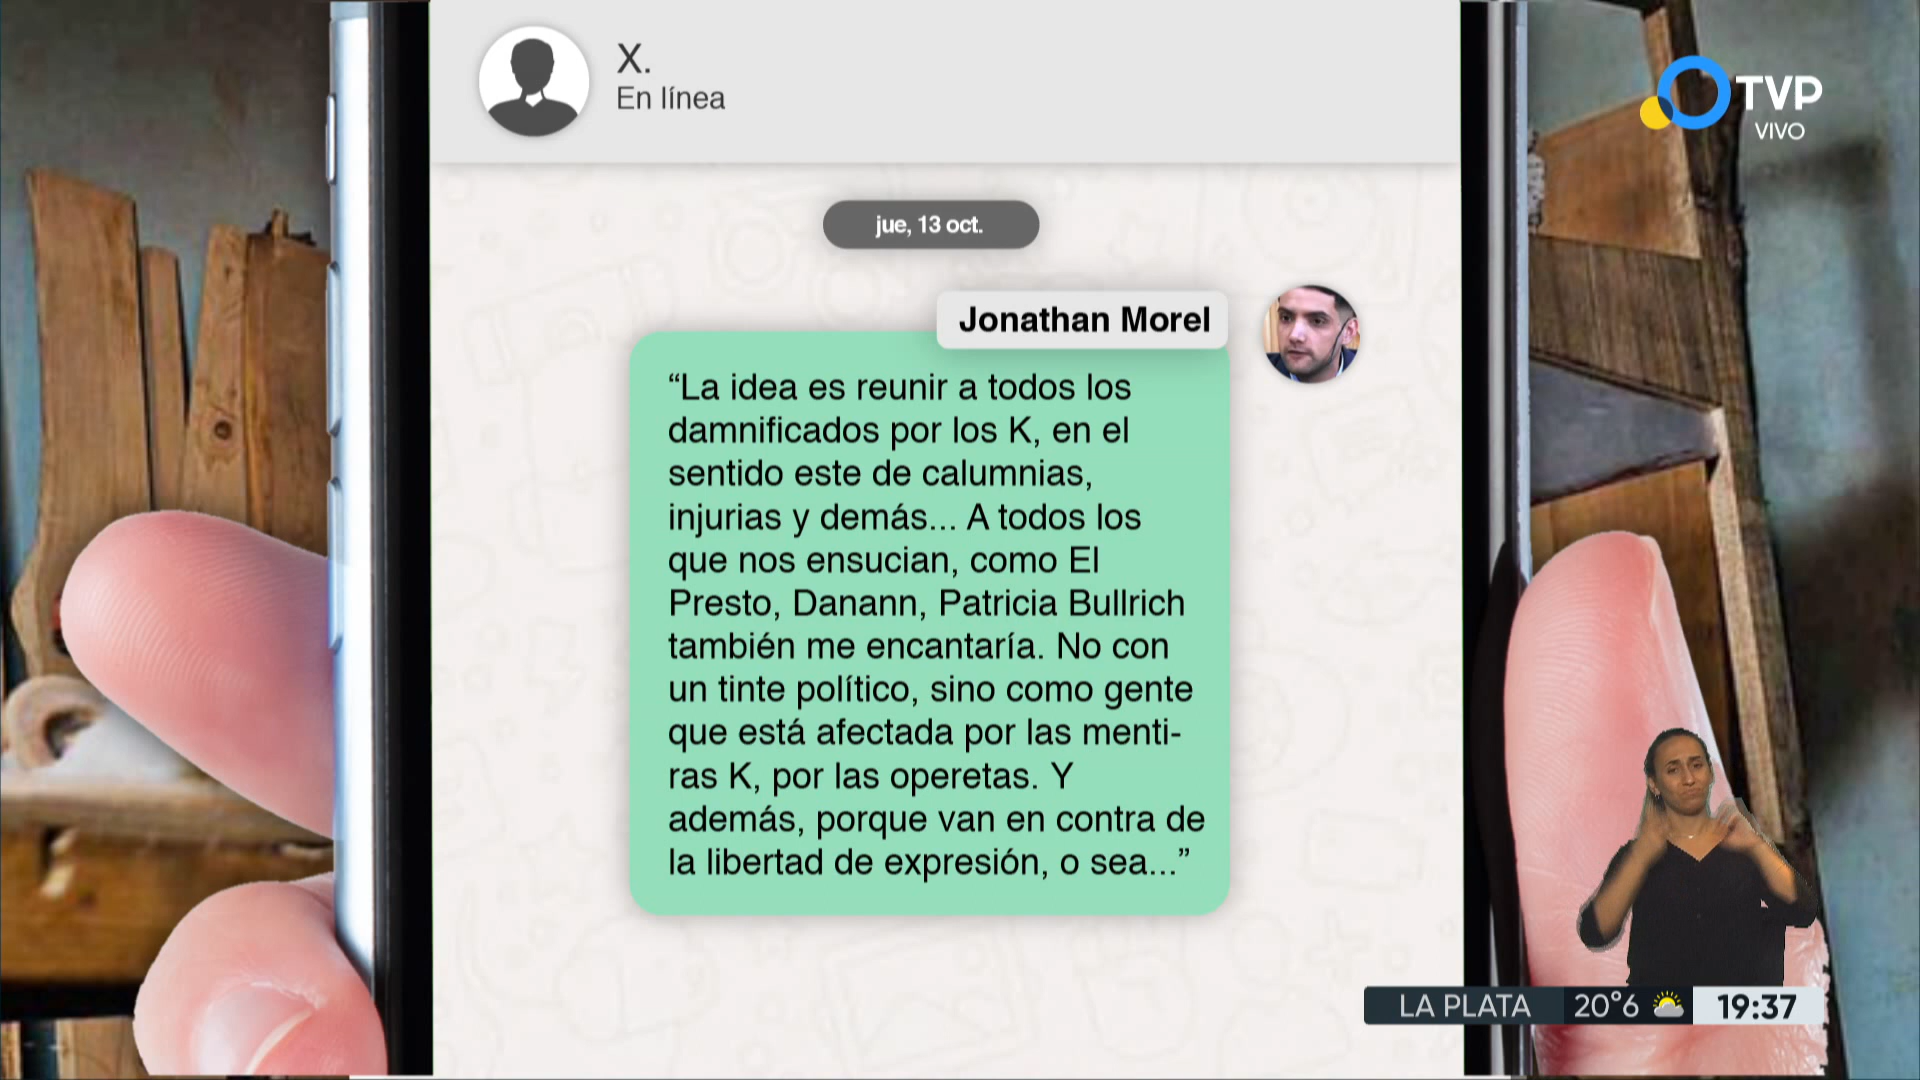 X.
En línea
TVP
VIVO
jue, 13 oct.
Jonathan Morel
“La idea es reunir a todos los
damnificados por los K, en el
sentido este de calumnias,
injurias y demás... A todos los
que nos ensucian, como El
Presto, Danann, Patricia Bullrich
también me encantaría. No con
un tinte político, sino como gente
que está afectada por las menti-
ras K, por las operetas. Y
además, porque van en contra de
la libertad de expresión, o sea...”
LA PLATA 20°6 19:37